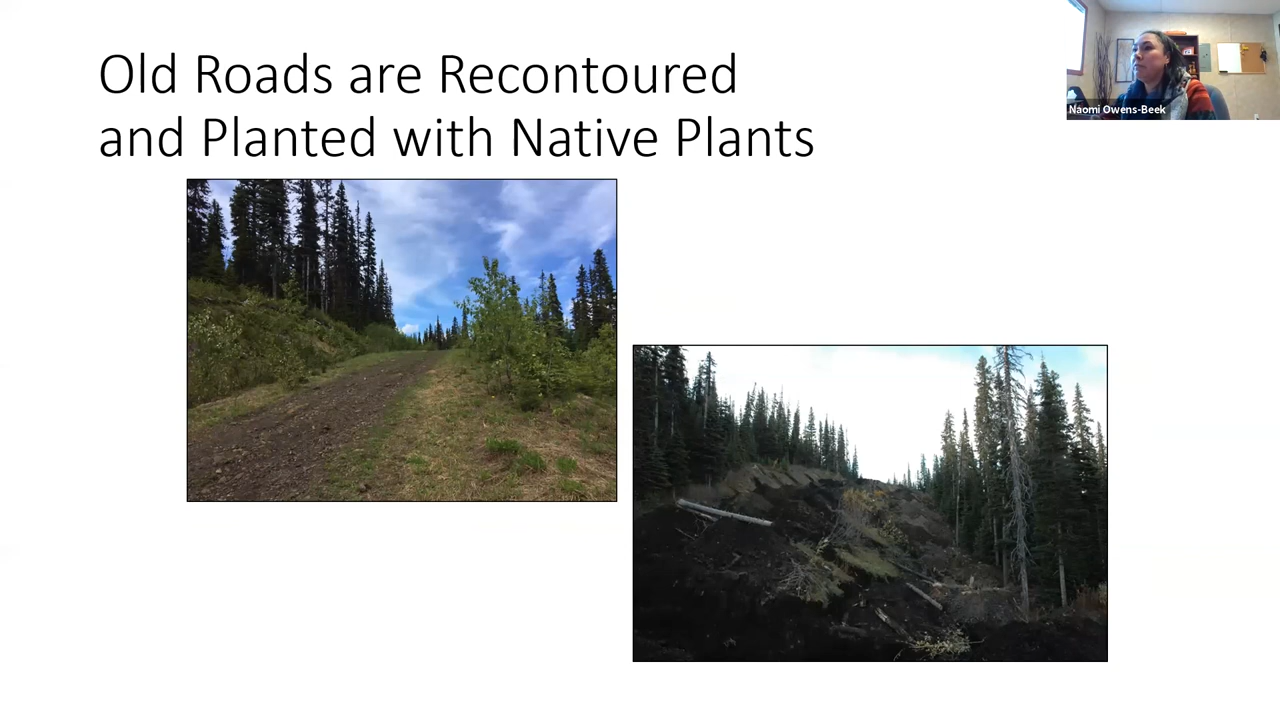 Old Roads are Recontoured
and Planted with Native Plants
Naomi Owens-Beek